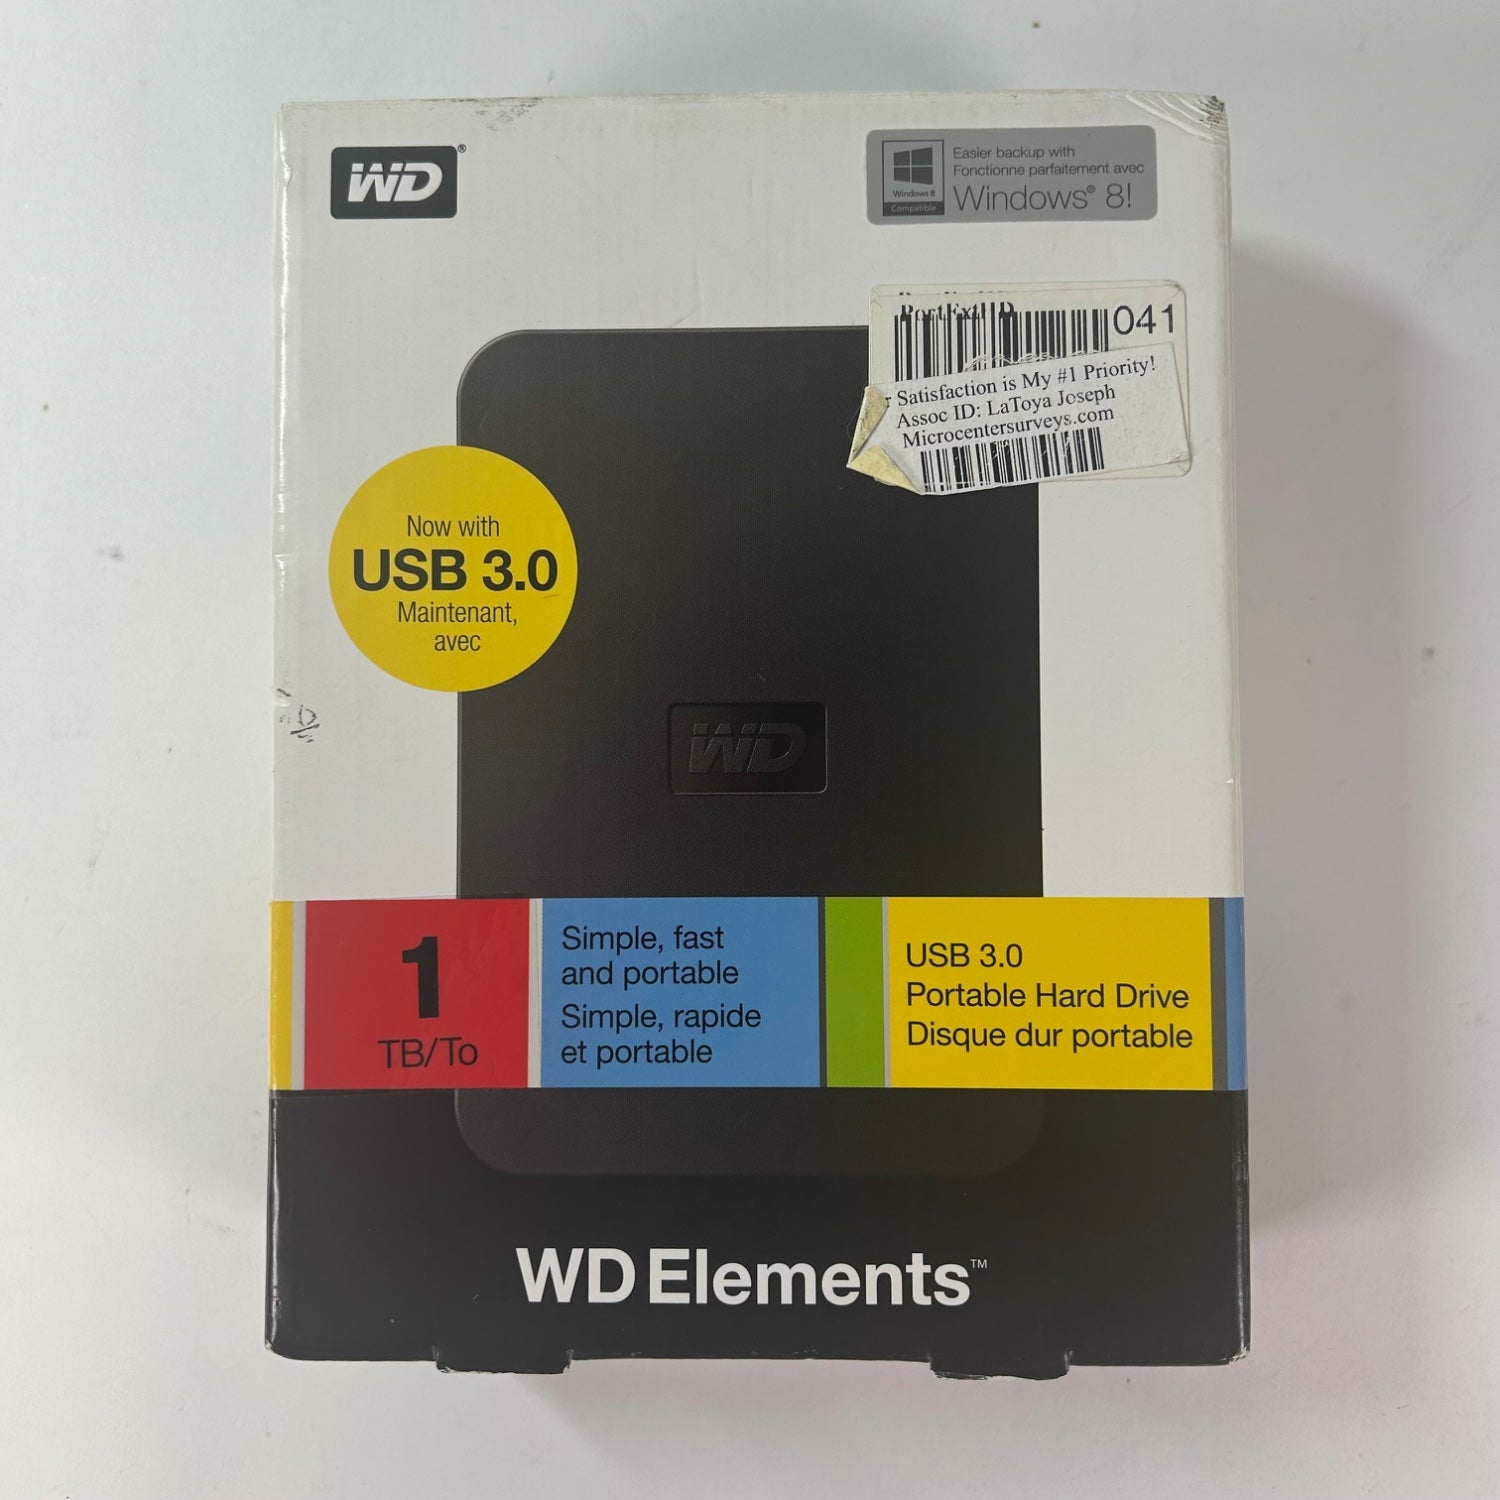 WD®
Easier backup with
Fonctionne parfaitement avec
Windows® 8!
Windows 8
Compatible
PortExtHD
041
Satisfaction is My #1 Priority!
Assoc ID: LaToya Joseph
Microcentersurveys.com
Now with
USB 3.0
Maintenant,
avec
WD
1
TB/To
Simple, fast
and portable
Simple, rapide
et portable
USB 3.0
Portable Hard Drive
Disque dur portable
WD Elements™